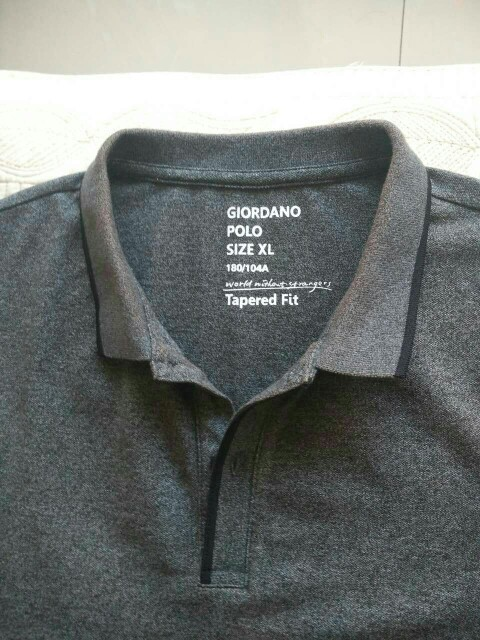 GIORDANO
POLO
SIZE XL
180/104A
world without strangers
Tapered Fit